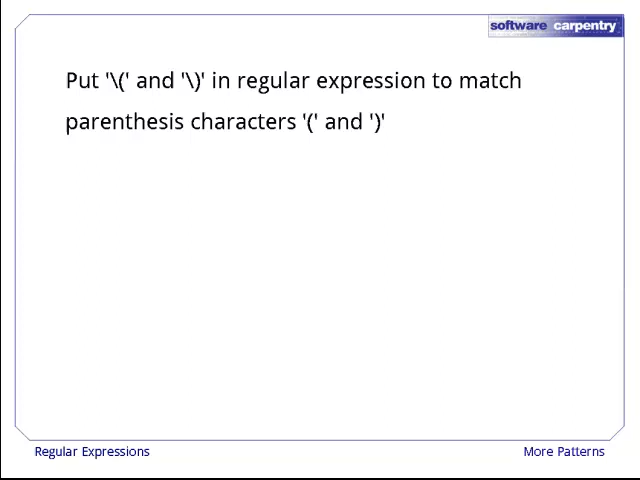 software carpentry
Put '\(' and '\)' in regular expression to match
parenthesis characters '(' and ')'
Regular Expressions
More Patterns